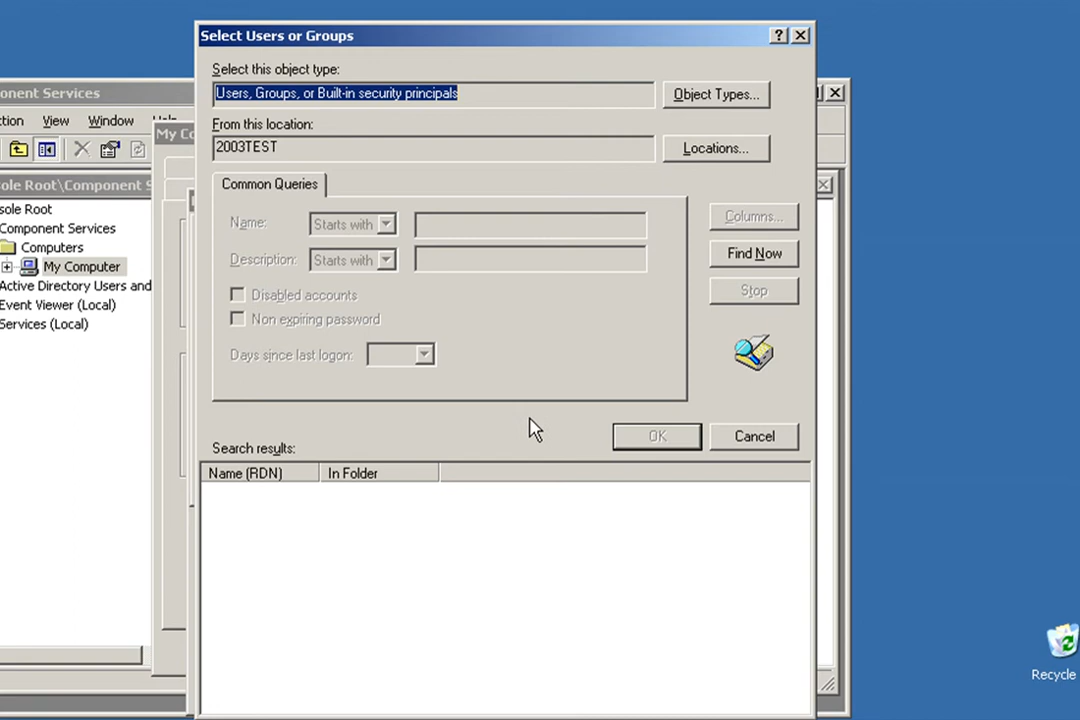 Select Users or Groups
Select this object type:
Users, Groups, or Built-in security principals
Object Types...
From this location:
2003TEST
Locations...
Common Queries
Name:
Starts with
Columns...
Description:
Starts with
Find Now
Disabled accounts
Stop
Non expiring password
Days since last logon:
OK
Cancel
Search results:
Name (RDN)
In Folder
onent Services
tion
View
Window
My Co
ole Root\Component S
sole Root
Component Services
Computers
My Computer
Active Directory Users and
Event Viewer (Local)
Services (Local)
Recycle